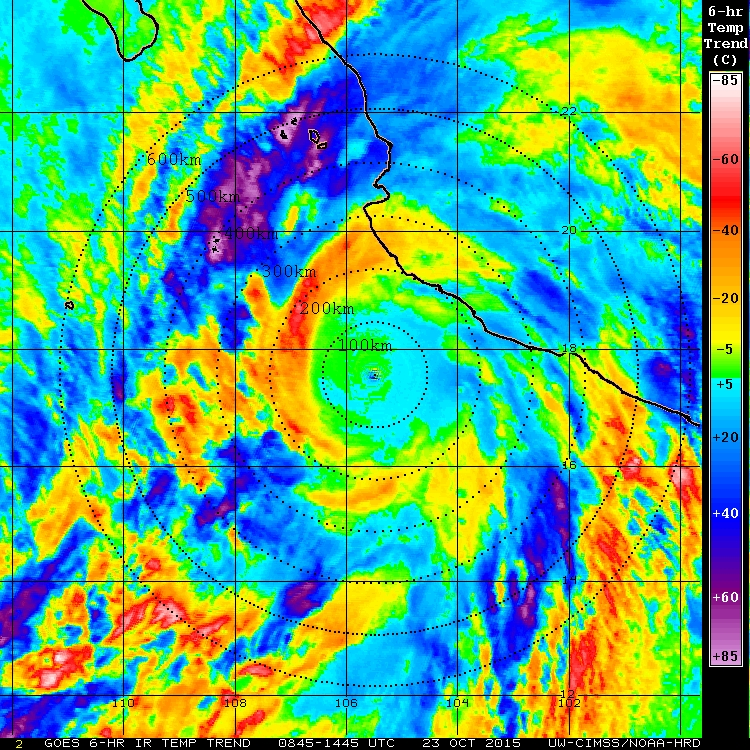 6-hr
Temp
Trend
(C)
-85
-60
-40
-20
-5
+5
+20
+40
+60
+85
22
600km
500km
20
400km
300km
200km
100km
18
16
14
12
110 108 106 104 102
2 GOES 6-HR IR TEMP TREND 0845-1445 UTC 23 OCT 2015 UW-CIMSS/NOAA-HRD